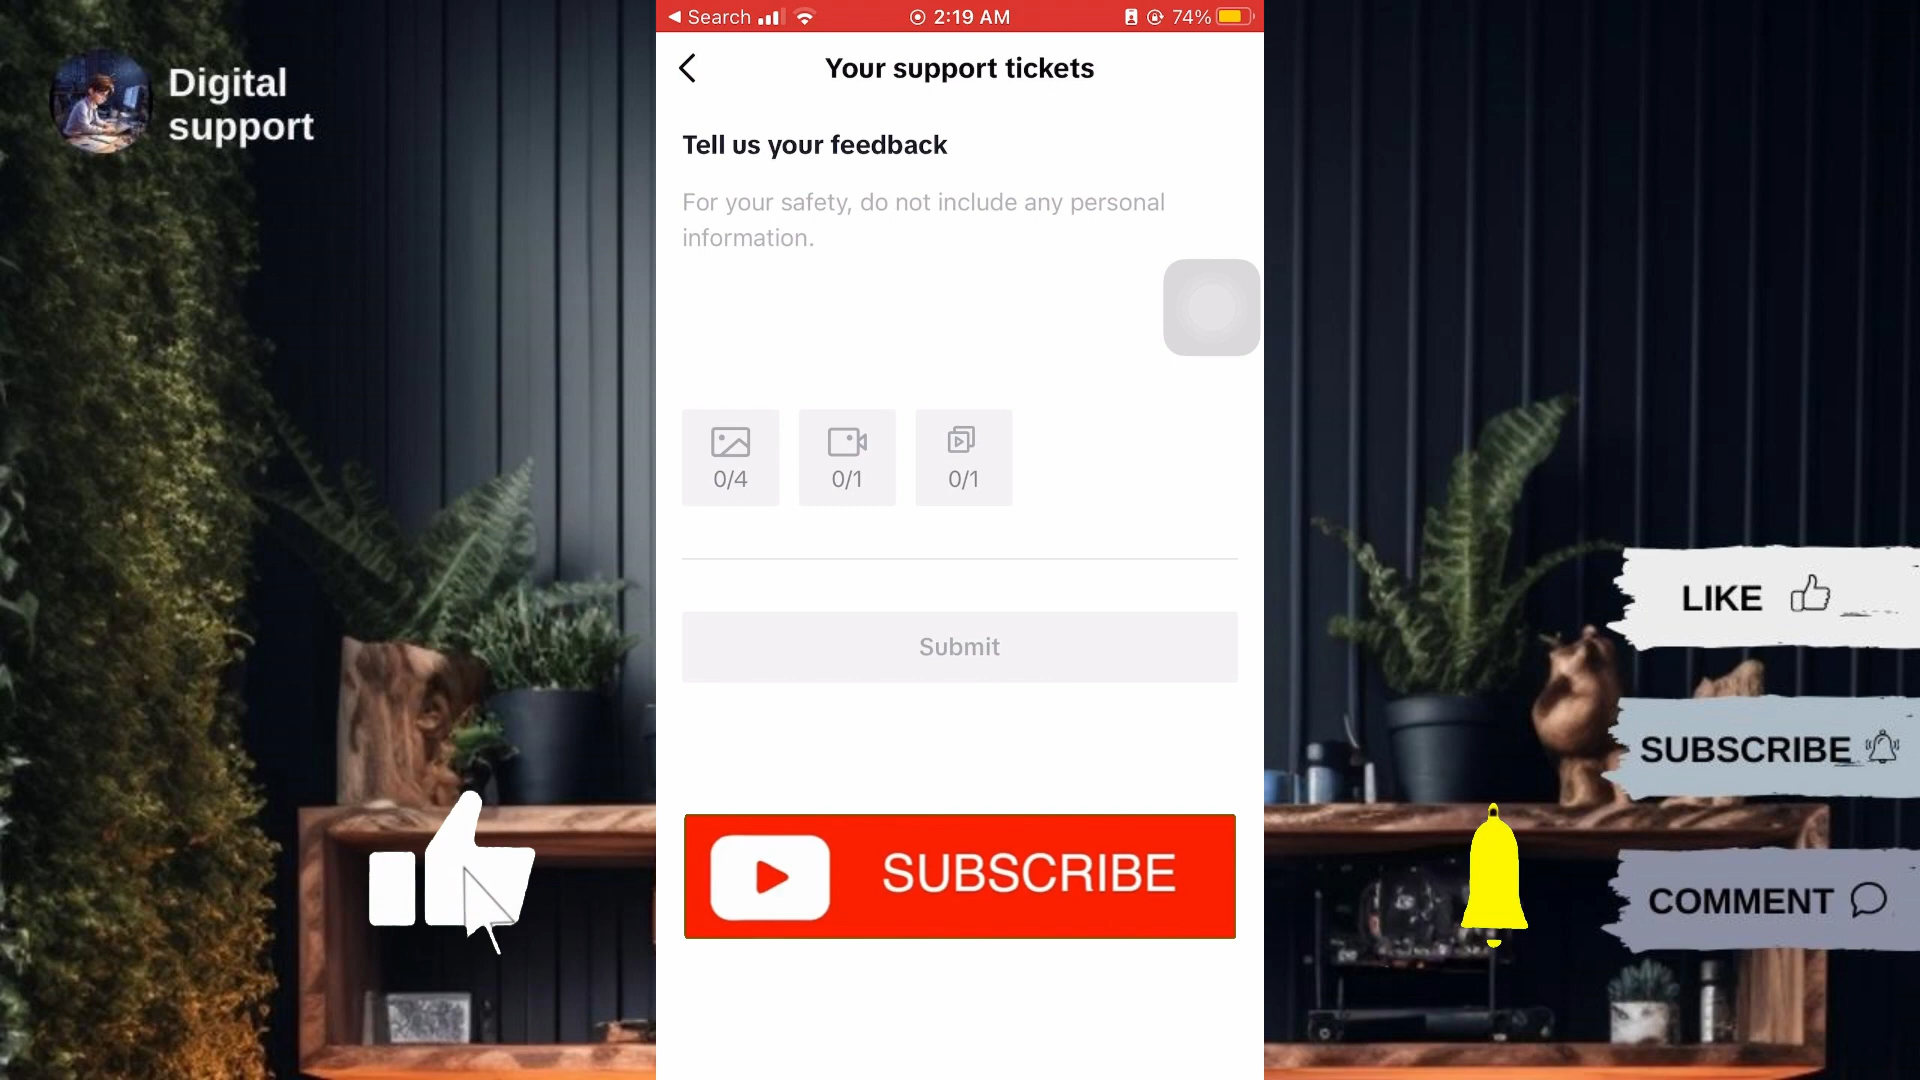 Search
2:19 AM
74%
Digital
support
Your support tickets
Tell us your feedback
For your safety, do not include any personal
information.
0/4
0/1
0/1
Submit
LIKE
SUBSCRIBE
COMMENT
SUBSCRIBE